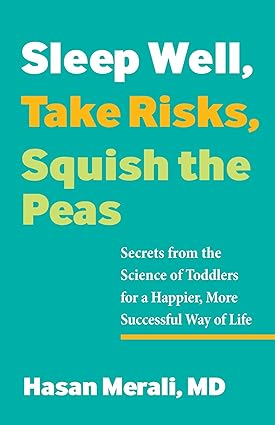 Sleep Well,
Take Risks,
Squish the
Peas
Secrets from the
Science of Toddlers
for a Happier, More
Successful Way of Life
Hasan Merali, MD